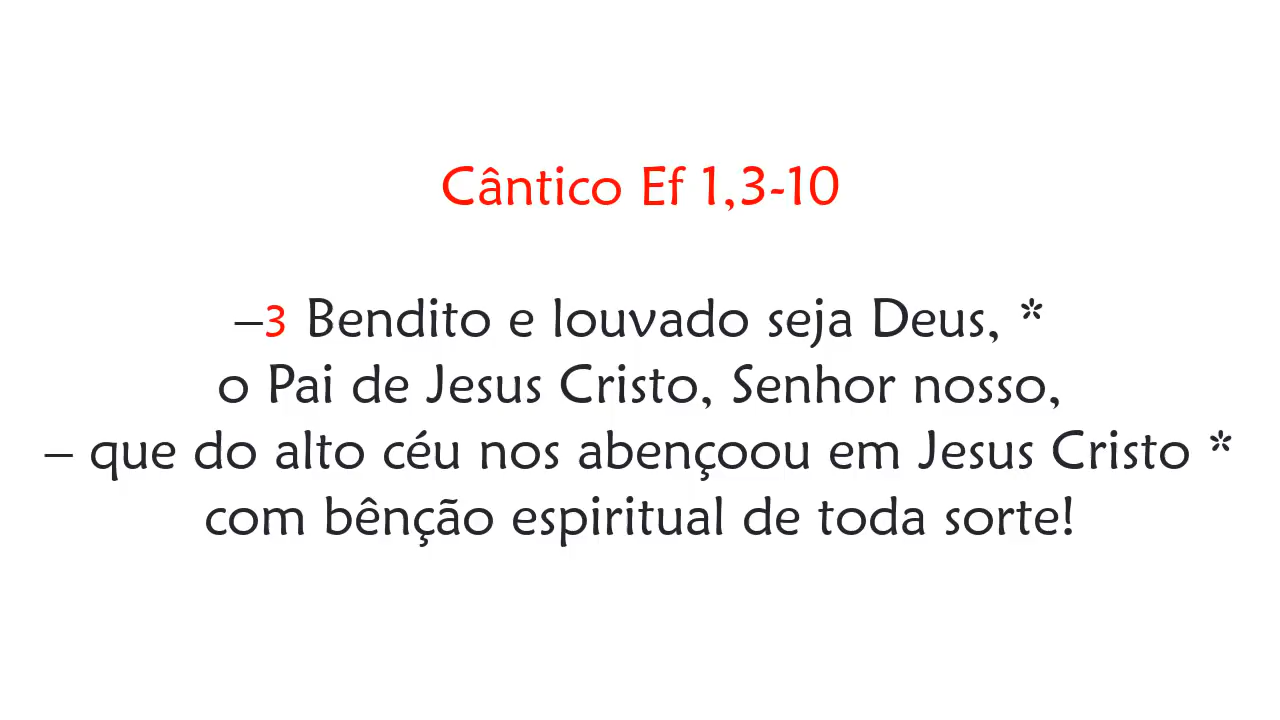 Cântico Ef 1,3-10
–3 Bendito e louvado seja Deus, *
o Pai de Jesus Cristo, Senhor nosso,
– que do alto céu nos abençoou em Jesus Cristo *
com bênção espiritual de toda sorte!